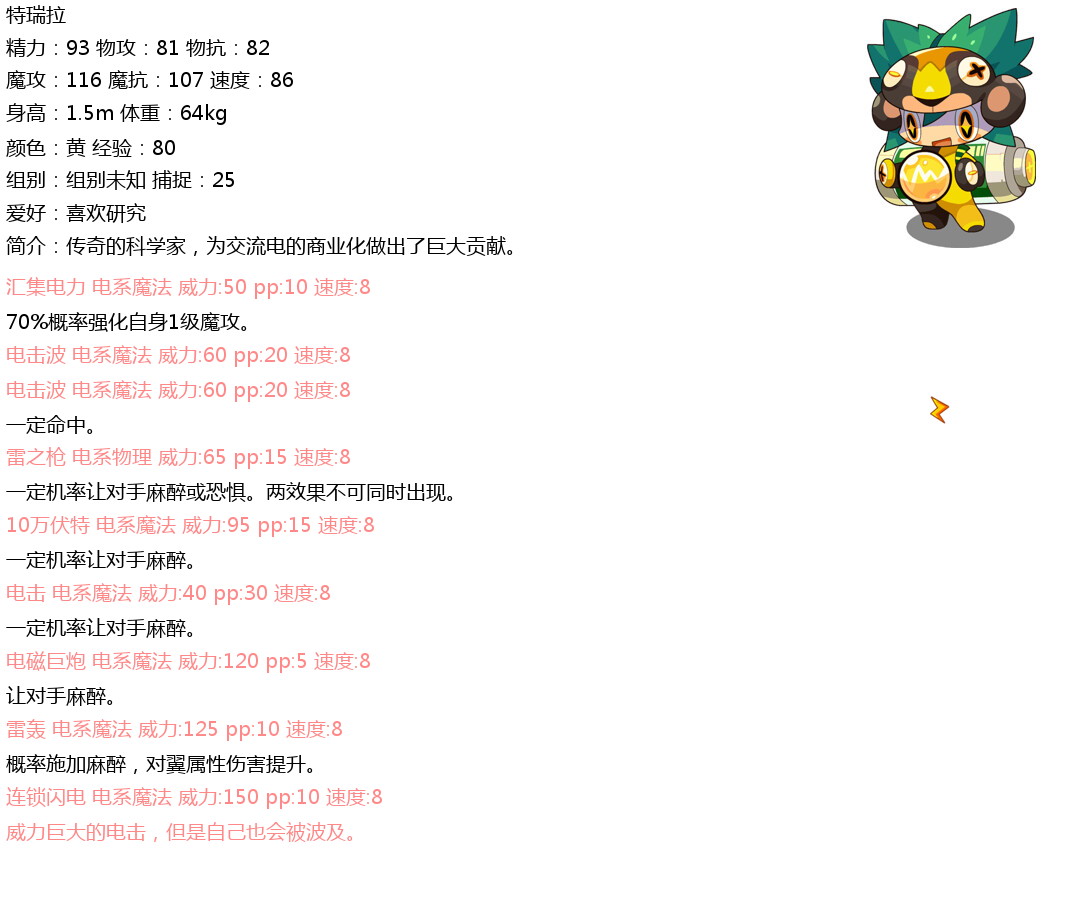 特瑞拉
精力：93 物攻：81 物抗：82
魔攻：116 魔抗：107 速度：86
身高：1.5m 体重：64kg
颜色：黄 经验：80
组别：组别未知 捕捉：25
爱好：喜欢研究
简介：传奇的科学家，为交流电的商业化做出了巨大贡献。
汇集电力 电系魔法 威力:50 pp:10 速度:8
70%概率强化自身1级魔攻。
电击波 电系魔法 威力:60 pp:20 速度:8
电击波 电系魔法 威力:60 pp:20 速度:8
一定命中。
雷之枪 电系物理 威力:65 pp:15 速度:8
一定机率让对手麻醉或恐惧。两效果不可同时出现。
10万伏特 电系魔法 威力:95 pp:15 速度:8
一定机率让对手麻醉。
电击 电系魔法 威力:40 pp:30 速度:8
一定机率让对手麻醉。
电磁巨炮 电系魔法 威力:120 pp:5 速度:8
让对手麻醉。
雷轰 电系魔法 威力:125 pp:10 速度:8
概率施加麻醉，对翼属性伤害提升。
连锁闪电 电系魔法 威力:150 pp:10 速度:8
威力巨大的电击，但是自己也会被波及。